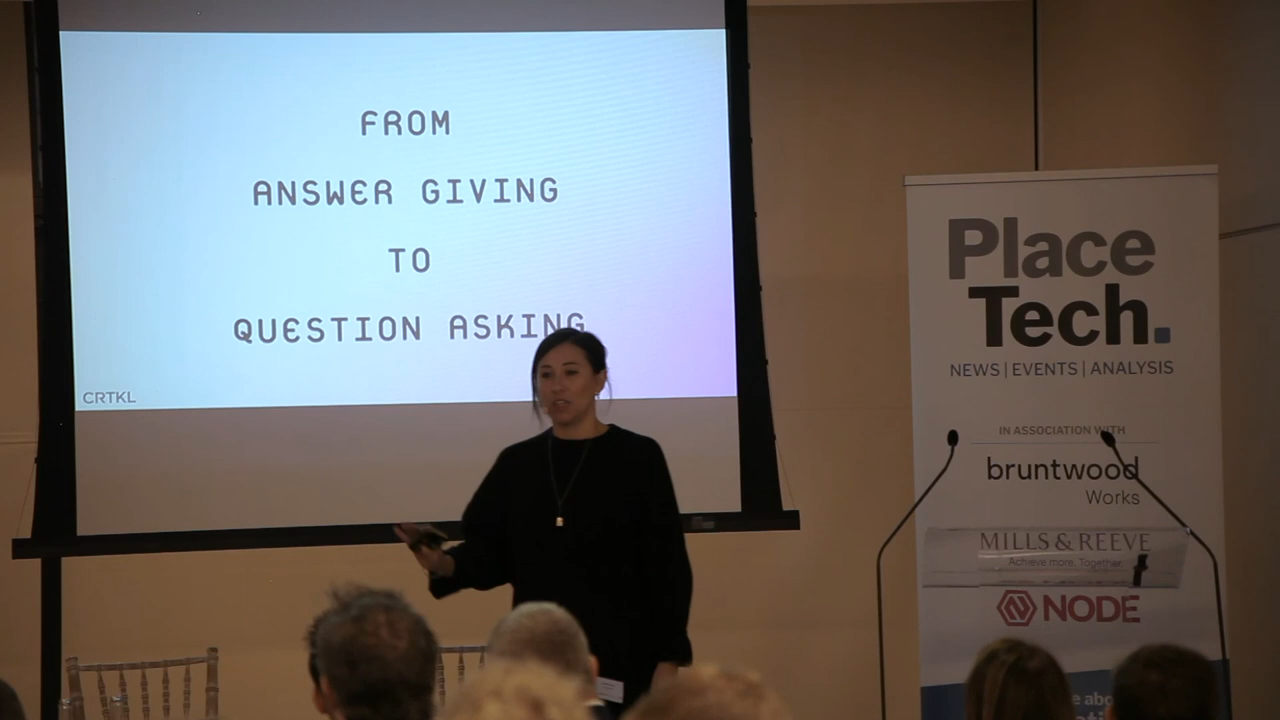 FROM
ANSWER GIVING
TO
QUESTION ASKING
CRTKL
Place
Tech.
NEWS | EVENTS | ANALYSIS
IN ASSOCIATION WITH
bruntwood
Works
MILLS & REEVE
Achieve more. Together.
NODE